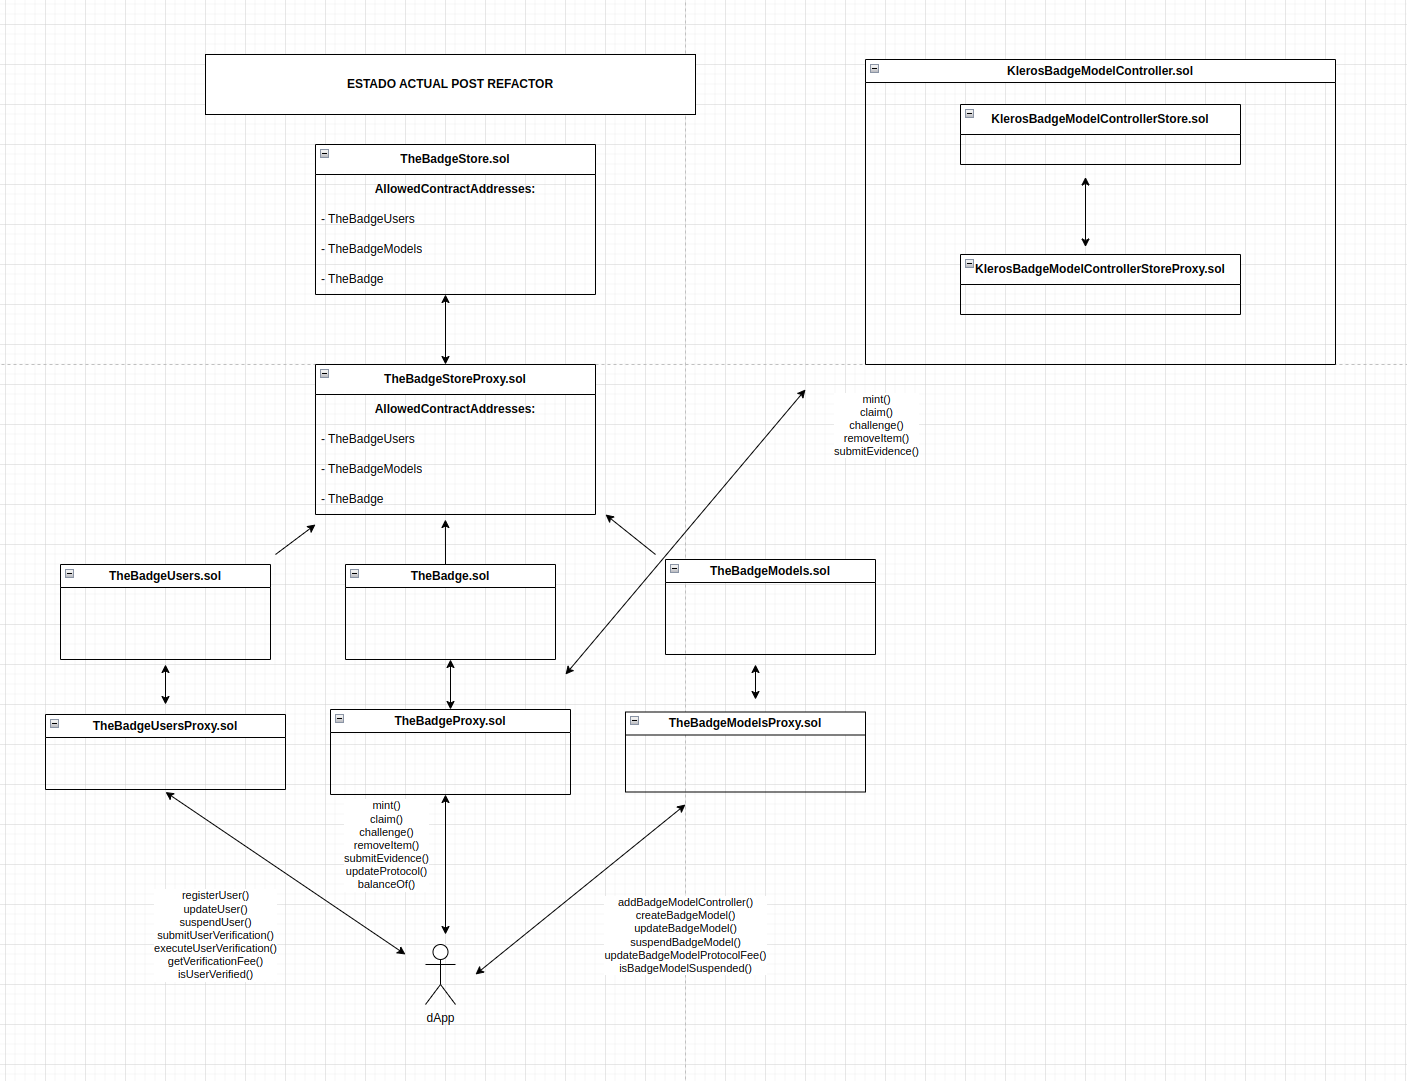 ESTADO ACTUAL POST REFACTOR
KlerosBadgeModelController.sol
KlerosBadgeModelControllerStore.sol
KlerosBadgeModelControllerStoreProxy.sol
TheBadgeStore.sol
AllowedContractAddresses:
- TheBadgeUsers
- TheBadgeModels
- TheBadge
TheBadgeStoreProxy.sol
AllowedContractAddresses:
- TheBadgeUsers
- TheBadgeModels
- TheBadge
mint()
claim()
challenge()
removeItem()
submitEvidence()
TheBadgeUsers.sol
TheBadge.sol
TheBadgeModels.sol
TheBadgeUsersProxy.sol
TheBadgeProxy.sol
TheBadgeModelsProxy.sol
mint()
claim()
challenge()
removeItem()
submitEvidence()
updateProtocol()
balanceOf()
registerUser()
updateUser()
suspendUser()
submitUserVerification()
executeUserVerification()
getVerificationFee()
isUserVerified()
addBadgeModelController()
createBadgeModel()
updateBadgeModel()
suspendBadgeModel()
updateBadgeModelProtocolFee()
isBadgeModelSuspended()
dApp